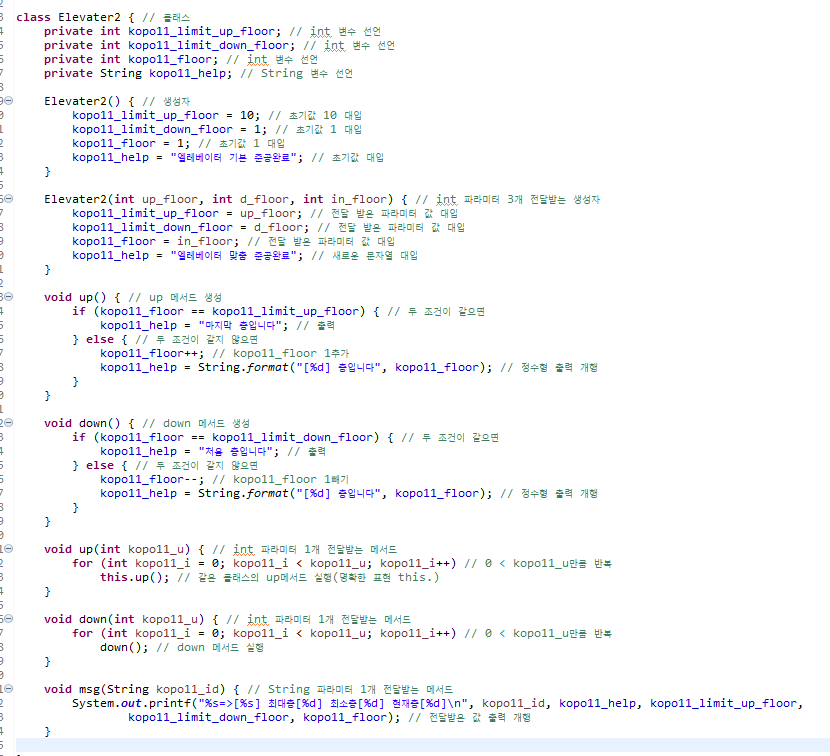 class Elevater2 { // 클래스
private int kopo11_limit_up_floor; // int 변수 선언
private int kopo11_limit_down_floor; // int 변수 선언
private int kopo11_floor; // int 변수 선언
private String kopo11_help; // String 변수 선언
Elevater2() { // 생성자
kopo11_limit_up_floor = 10; // 초기값 10 대입
kopo11_limit_down_floor = 1; // 초기값 1 대입
kopo11_floor = 1; // 초기값 1 대입
kopo11_help = "엘레베이터 기본 준공완료"; // 초기값 대입
}
Elevater2(int up_floor, int d_floor, int in_floor) { // int 파라미터 3개 전달받는 생성자
kopo11_limit_up_floor = up_floor; // 전달 받은 파라미터 값 대입
kopo11_limit_down_floor = d_floor; // 전달 받은 파라미터 값 대입
kopo11_floor = in_floor; // 전달 받은 파라미터 값 대입
kopo11_help = "엘레베이터 맞춤 준공완료"; // 새로운 문자열 대입
}
void up() { // up 메서드 생성
if (kopo11_floor == kopo11_limit_up_floor) { // 두 조건이 같으면
kopo11_help = "마지막 층입니다"; // 출력
} else { // 두 조건이 같지 않으면
kopo11_floor++; // kopo11_floor 1추가
kopo11_help = String.format("[%d] 층입니다", kopo11_floor); // 정수형 출력 개행
}
}
void down() { // down 메서드 생성
if (kopo11_floor == kopo11_limit_down_floor) { // 두 조건이 같으면
kopo11_help = "처음 층입니다"; // 출력
} else { // 두 조건이 같지 않으면
kopo11_floor--; // kopo11_floor 1빼기
kopo11_help = String.format("[%d] 층입니다", kopo11_floor); // 정수형 출력 개행
}
}
void up(int kopo11_u) { // int 파라미터 1개 전달받는 메서드
for (int kopo11_i = 0; kopo11_i < kopo11_u; kopo11_i++) // 0 < kopo11_u만큼 반복
this.up(); // 같은 클래스의 up메서드 실행(명확한 표현 this.)
}
void down(int kopo11_u) { // int 파라미터 1개 전달받는 메서드
for (int kopo11_i = 0; kopo11_i < kopo11_u; kopo11_i++) // 0 < kopo11_u만큼 반복
down(); // down 메서드 실행
}
void msg(String kopo11_id) { // String 파라미터 1개 전달받는 메서드
System.out.printf("%s=>[%s] 최대층[%d] 최소층[%d] 현재층[%d]\n", kopo11_id, kopo11_help, kopo11_limit_up_floor,
kopo11_limit_down_floor, kopo11_floor); // 전달받은 값 출력 개행
}